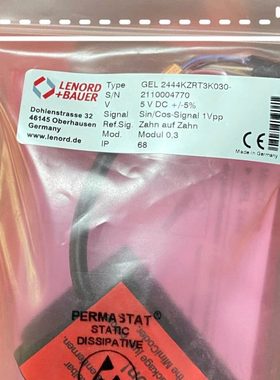 LENORD
+BAUER
Dohlenstrasse 32
46145 Oberhausen
Germany
www.lenord.de
Type GEL 2444KZRT3K030-
S/N 2110004770
V 5 V DC +/-5%
Signal Sin/Cos-Signal 1Vpp
Ref.Sig. Zahn auf Zahn
Mod. Modul 0,3
IP 68
Made in Germany
CE
PERMASTAT®
STATIC
DISSIPATIVE